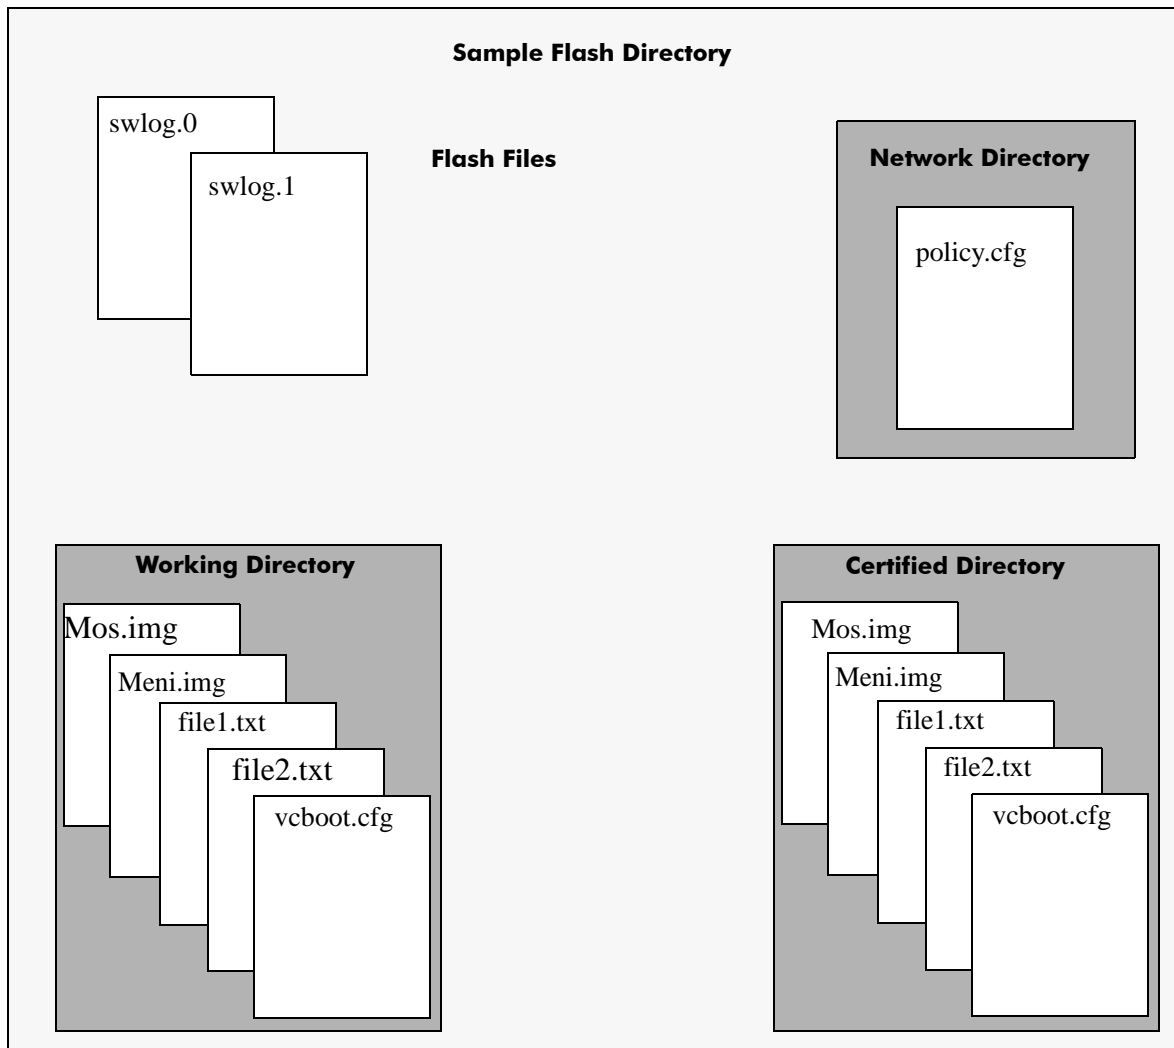 Sample Flash Directory
swlog.0
swlog.1
Flash Files
Network Directory
policy.cfg
Working Directory
Mos.img
Meni.img
file1.txt
file2.txt
vcboot.cfg
Certified Directory
Mos.img
Meni.img
file1.txt
file2.txt
vcboot.cfg